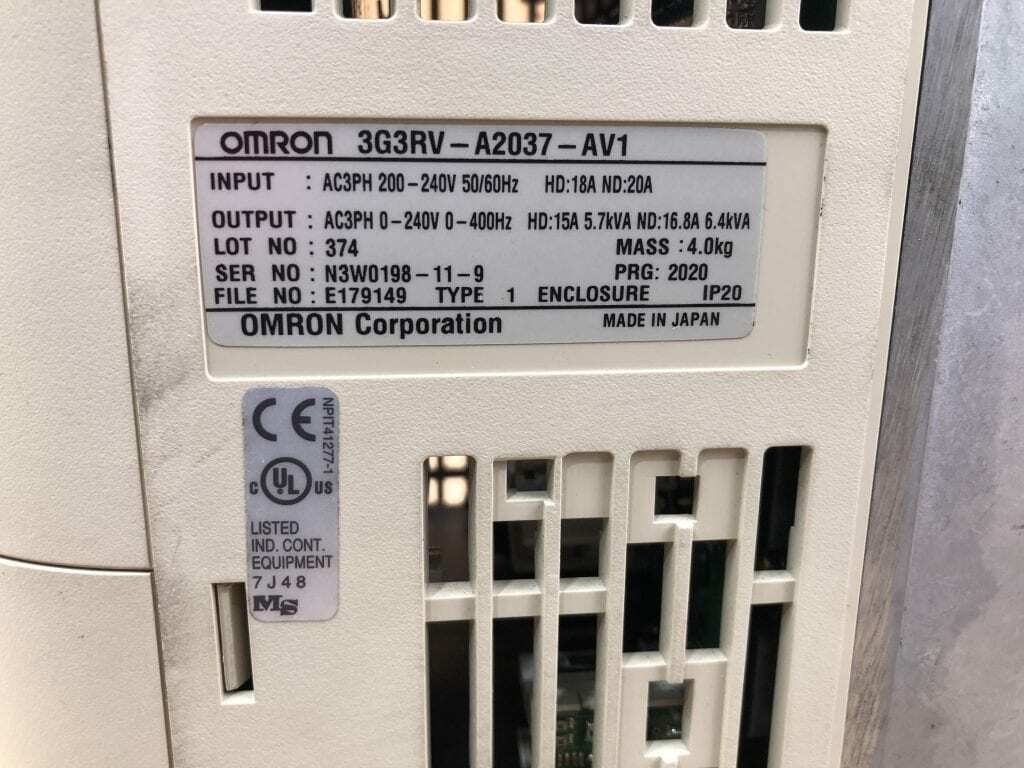 OMRON 3G3RV-A2037-AV1
INPUT : AC3PH 200-240V 50/60Hz HD:18A ND:20A
OUTPUT : AC3PH 0-240V 0-400Hz HD:15A 5.7kVA ND:16.8A 6.4kVA
LOT NO : 374 MASS : 4.0kg
SER NO : N3W0198-11-9 PRG: 2020
FILE NO : E179149 TYPE 1 ENCLOSURE IP20
OMRON Corporation MADE IN JAPAN
CE
NPIT41277-1
C UL US
LISTED
IND. CONT.
EQUIPMENT
7J48
MS